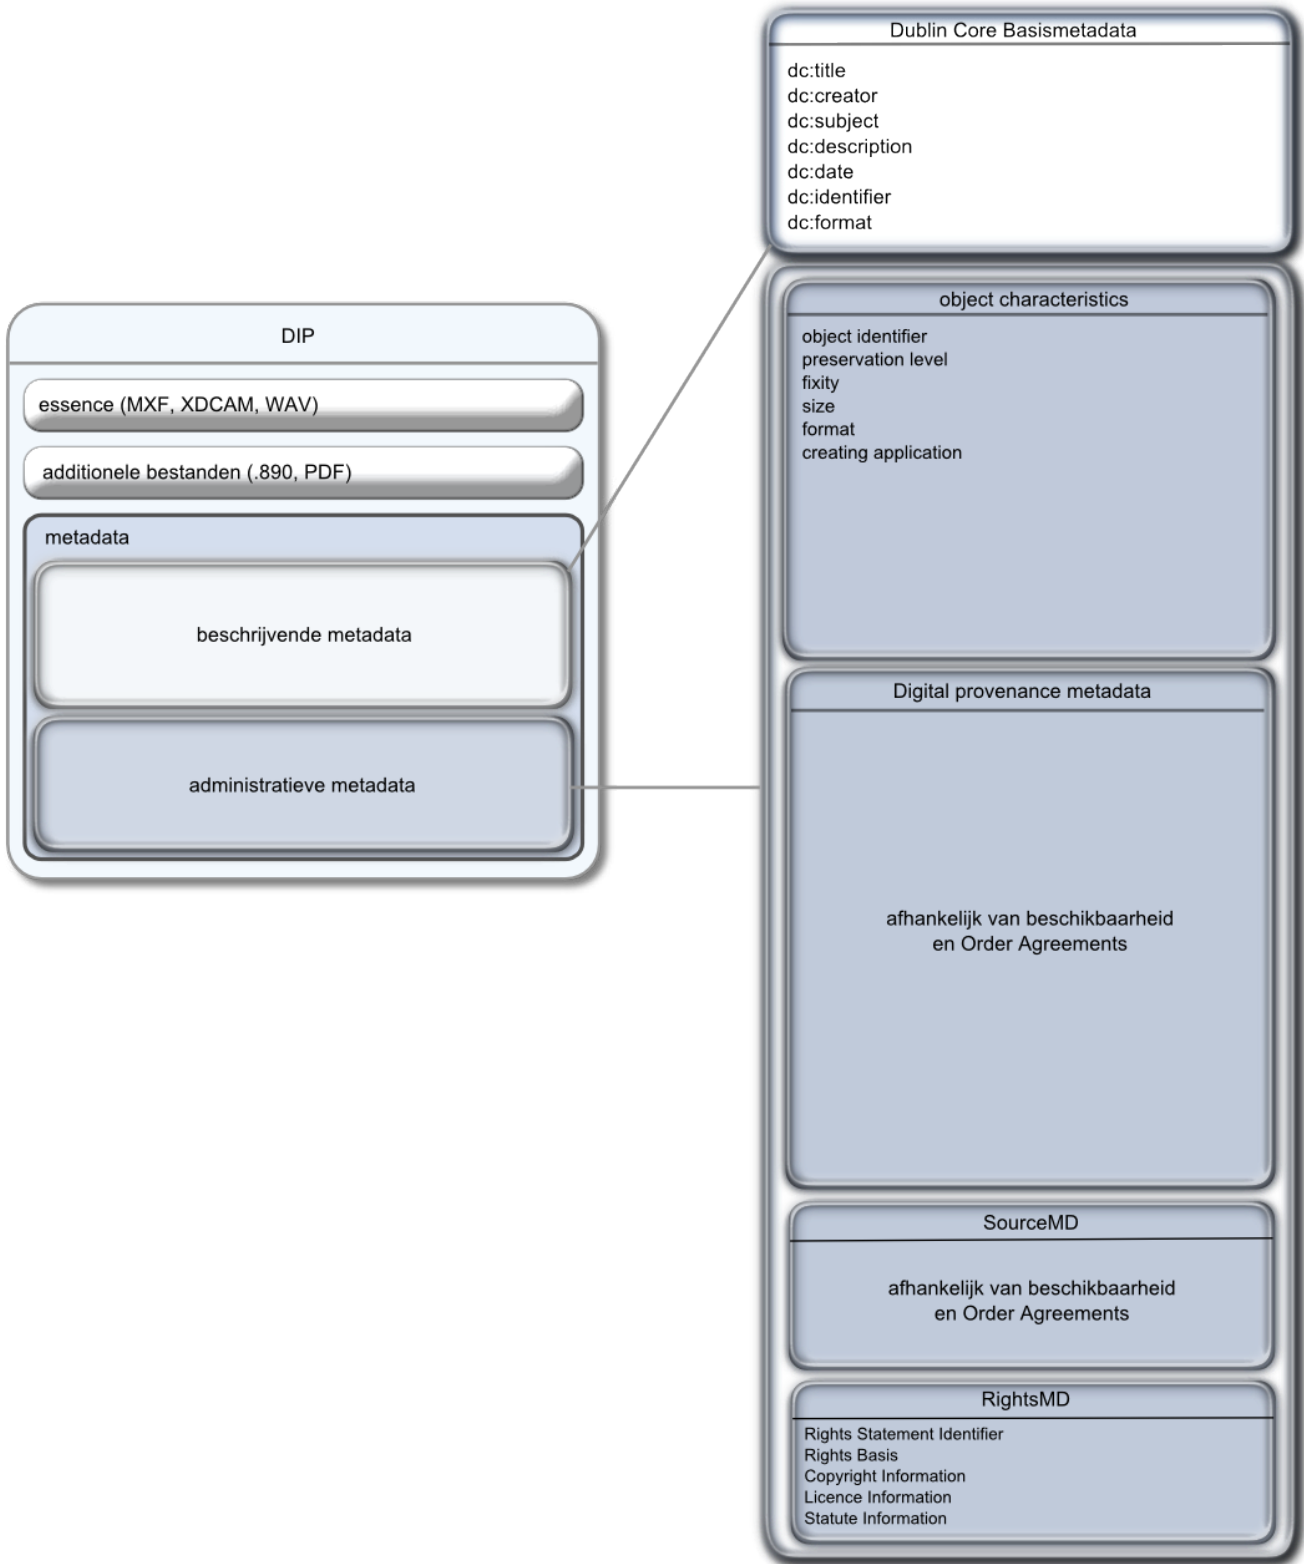 DIP
essence (MXF, XDCAM, WAV)
additionele bestanden (.890, PDF)
metadata
beschrijvende metadata
administratieve metadata
Dublin Core Basismetadata
dc:title
dc:creator
dc:subject
dc:description
dc:date
dc:identifier
dc:format
object characteristics
object identifier
preservation level
fixity
size
format
creating application
Digital provenance metadata
afhankelijk van beschikbaarheid
en Order Agreements
SourceMD
afhankelijk van beschikbaarheid
en Order Agreements
RightsMD
Rights Statement Identifier
Rights Basis
Copyright Information
Licence Information
Statute Information